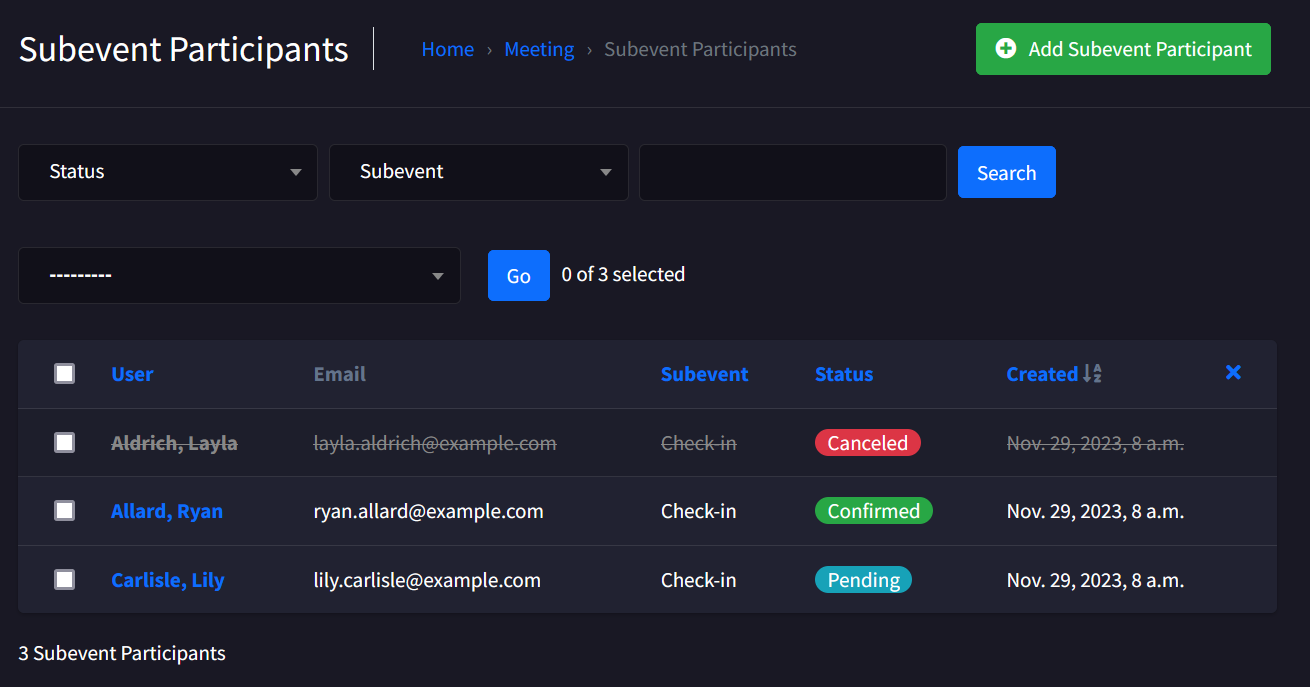 Subevent Participants
Home › Meeting › Subevent Participants
Add Subevent Participant
Status
Subevent
Search
---------
Go
0 of 3 selected
User Email Subevent Status Created
Aldrich, Layla layla.aldrich@example.com Check-in Canceled Nov. 29, 2023, 8 a.m.
Allard, Ryan ryan.allard@example.com Check-in Confirmed Nov. 29, 2023, 8 a.m.
Carlisle, Lily lily.carlisle@example.com Check-in Pending Nov. 29, 2023, 8 a.m.
3 Subevent Participants